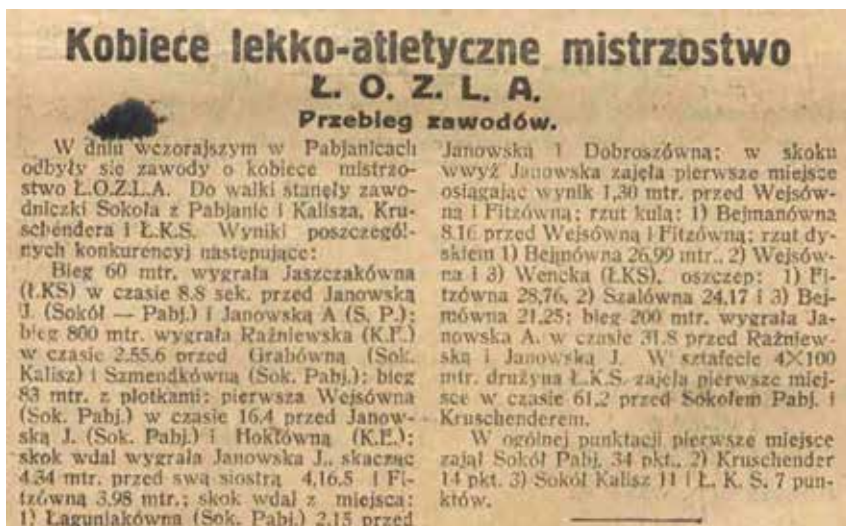 Kobiece lekko-atletyczne mistrzostwo
Ł. O. Z. L. A.
Przebieg zawodów.
W dniu wczorajszym w Pabjanicach
odbyły sie zawody o kobiece mistrzo-
stwo Ł.O.Z.L.A. Do walki stanęły zawo-
dniczki Sokoła z Pabjanic i Kalisza, Kru-
schendera i Ł.K.S. Wyniki poszczegól-
nych konkurencyj następujące:
Bieg 60 mtr. wygrała Jaszczakówna
(ŁKS) w czasie 8.8 sek. przed Janowską
J. (Sokół — Pabj.) i Janowską A (S. P.);
bieg 800 mtr. wygrała Raźniewska (K.E.)
w czasie 2.55.6 przed Grabówną (Sok.
Kalisz) i Szmendkówną (Sok. Pabj.); bieg
83 mtr. z płotkami: pierwsza Wejsówna
(Sok. Pabj.) w czasie 16.4 przed Janow-
ską J. (Sok. Pabj.) i Hokłówną (K.E.);
skok wdal wygrała Janowska J., skacząc
4.34 mtr. przed swą siostrą 4.16.5 i Fi-
tzówną 3.98 mtr.; skok wdal z miejsca:
1) Łaguniakówna (Sok. Pabj.) 2.15 przed
Janowską i Dobroszówną; w skoku
wwyż Janowska zajęła pierwsze miejsce
osiągając wynik 1,30 mtr. przed Wejsów-
na i Fitzówną; rzut kulą: 1) Bejmanówna
8.16 przed Wejsówną i Fitzówną; rzut dy-
skiem 1) Bejmówna 26.99 mtr., 2) Wejsów-
na i 3) Wencka (ŁKS), oszczep: 1) Fi-
tzówna 28,76, 2) Szalówna 24.17 i 3) Bej-
mówna 21,25; bieg 200 mtr. wygrała Ja-
nowska A. w czasie 31.8 przed Raźniew-
ską i Janowską J. W sztafecie 4×100
mtr. drużyna Ł.K.S. zajęła pierwsze miej-
sce w czasie 61.2 przed Sokołem Pabj. i
Kruschenderem.
W ogólnej punktacji pierwsze miejsce
zajął Sokół Pabj. 34 pkt., 2) Kruschender
14 pkt. 3) Sokół Kalisz 11 i Ł. K. S. 7 pun-
któw.